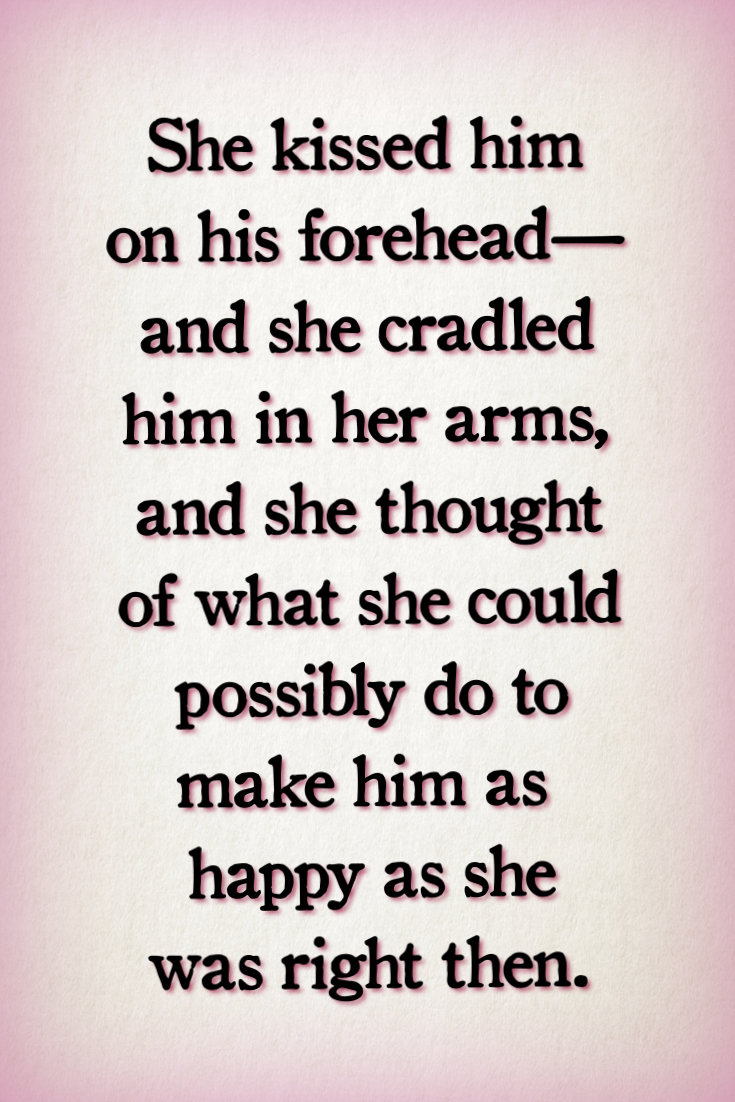 She kissed him
on his forehead—
and she cradled
him in her arms,
and she thought
of what she could
possibly do to
make him as
happy as she
was right then.